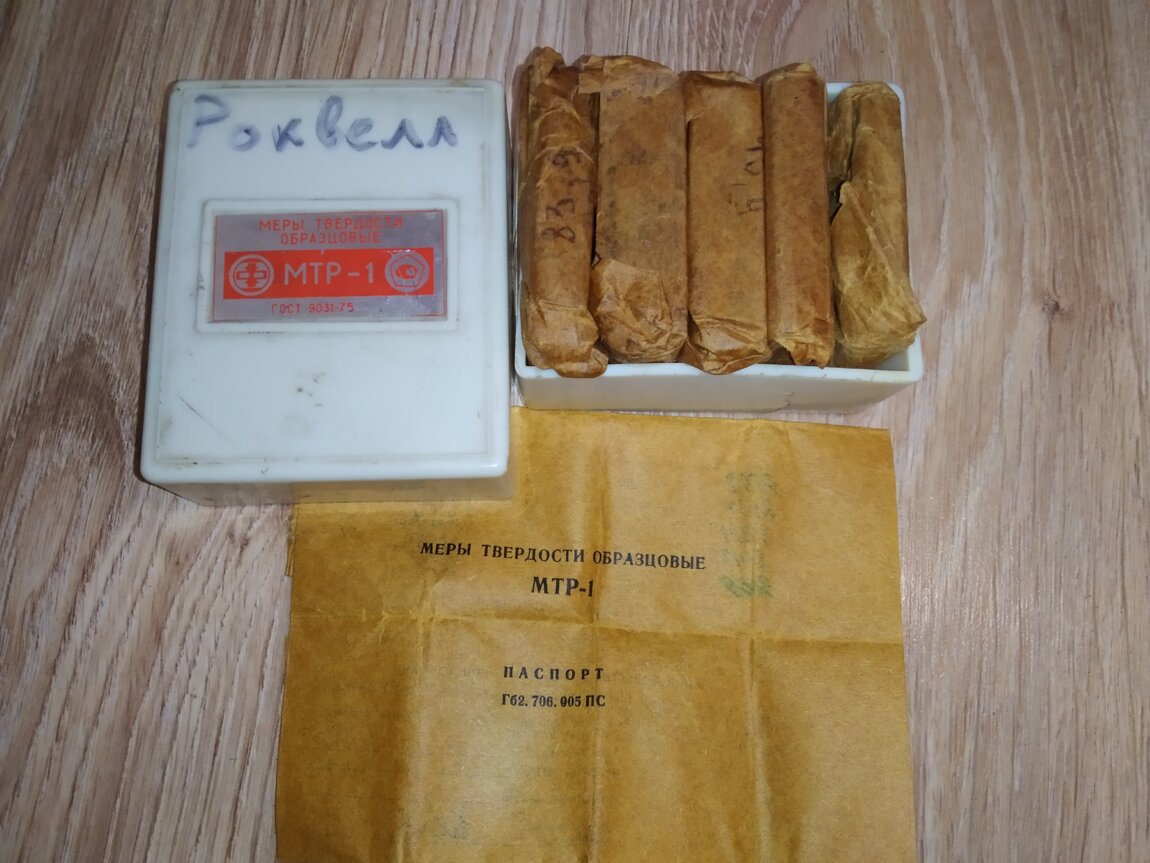 Роквелл
МЕРЫ ТВЕРДОСТИ
ОБРАЗЦОВЫЕ
МТР-1
ГОСТ 9031-75
83,9
МЕРЫ ТВЕРДОСТИ ОБРАЗЦОВЫЕ
МТР-1
ПАСПОРТ
Гб2. 706. 005 ПС